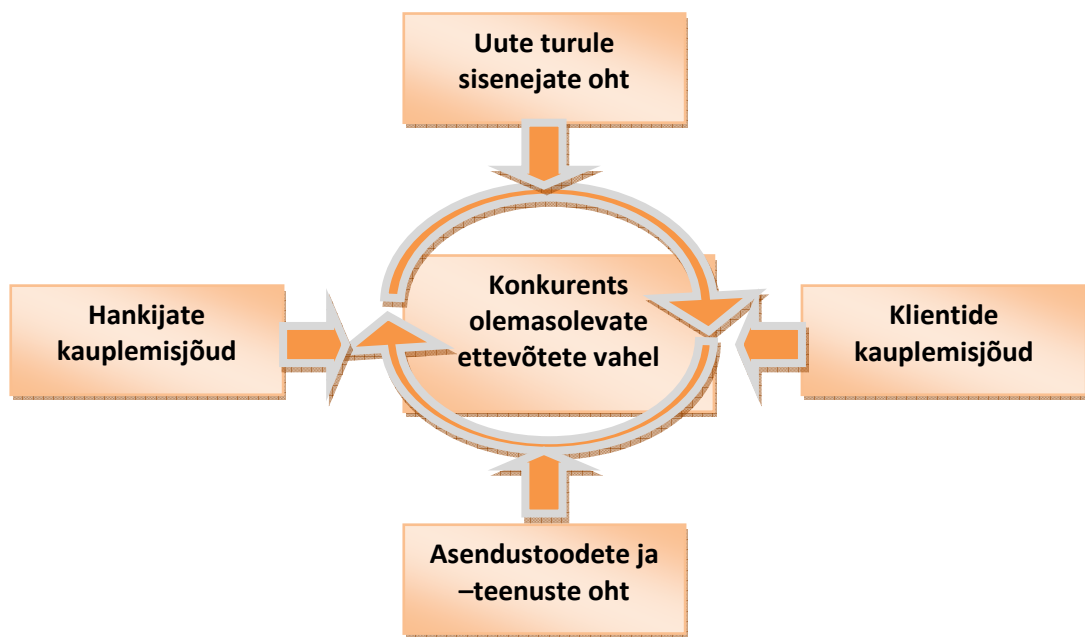 Uute turule
sisenejate oht
Hankijate
kauplemisjõud
Konkurents
olemasolevate
ettevõtete vahel
Klientide
kauplemisjõud
Asendustoodete ja
–teenuste oht